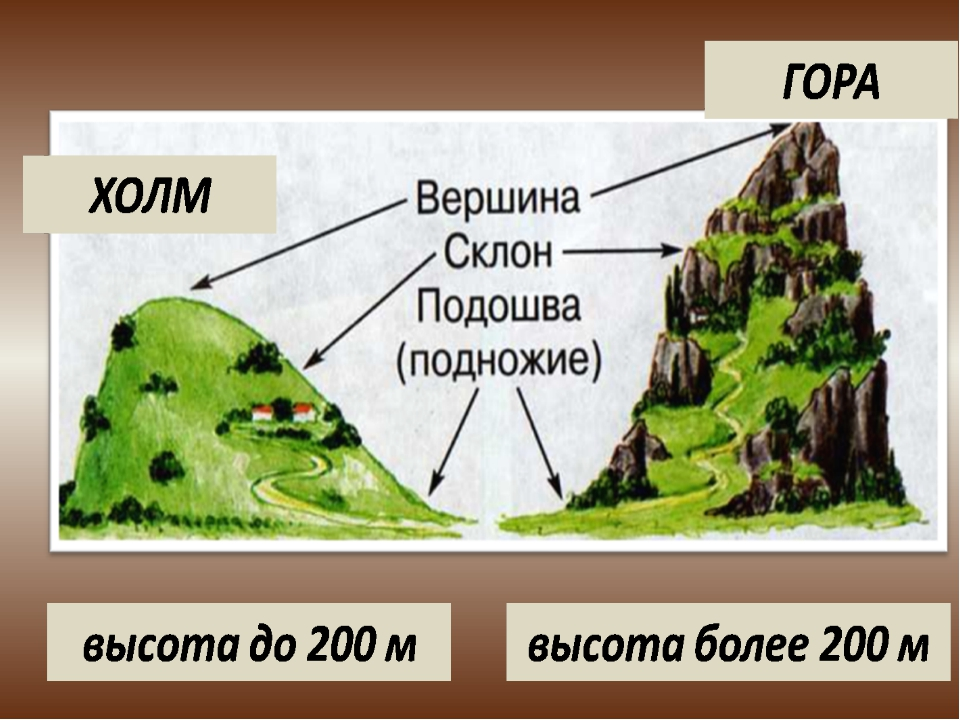 ГОРА
ХОЛМ
Вершина
Склон
Подошва
(подножие)
высота до 200 м
высота более 200 м